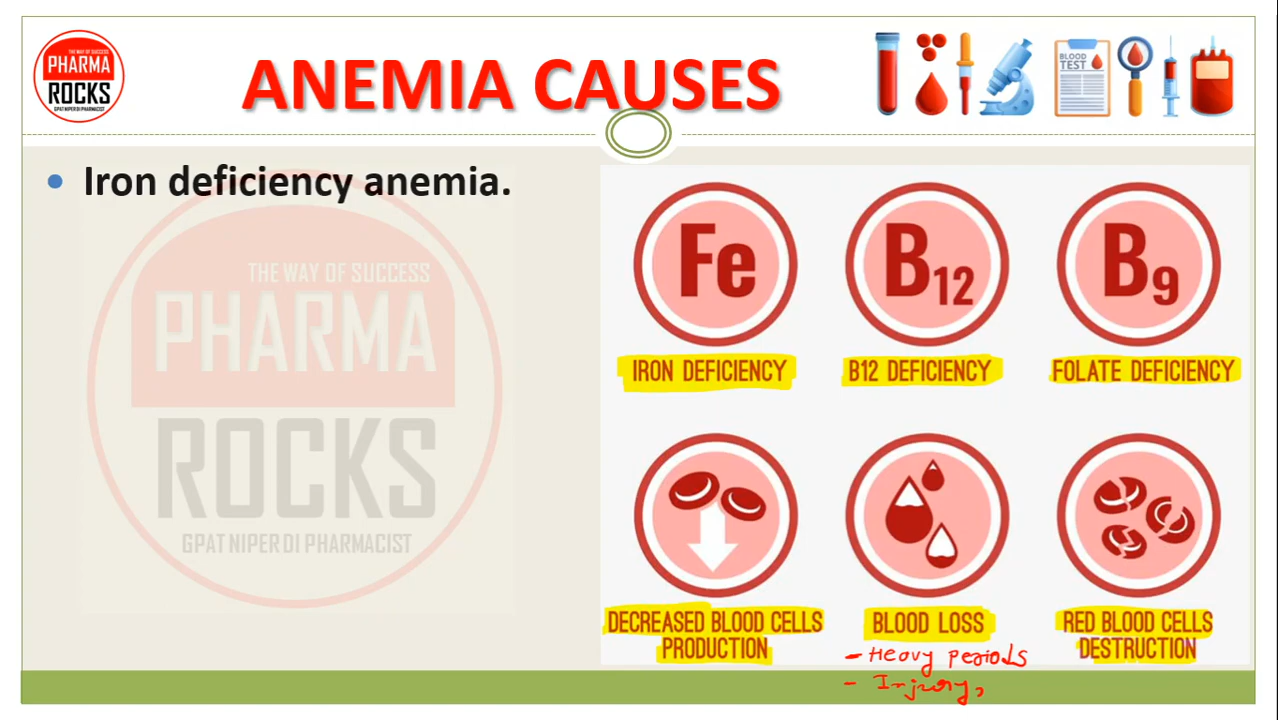 THE WAY OF SUCCESS
PHARMA
ROCKS
GPAT NIPER DI PHARMACIST
ANEMIA CAUSES
BLOOD
TEST
• Iron deficiency anemia.
THE WAY OF SUCCESS
PHARMA
ROCKS
GPAT NIPER DI PHARMACIST
Fe
IRON DEFICIENCY
B12
B12 DEFICIENCY
B9
FOLATE DEFICIENCY
DECREASED BLOOD CELLS
PRODUCTION
BLOOD LOSS
- Heavy periods
- Injury,
RED BLOOD CELLS
DESTRUCTION